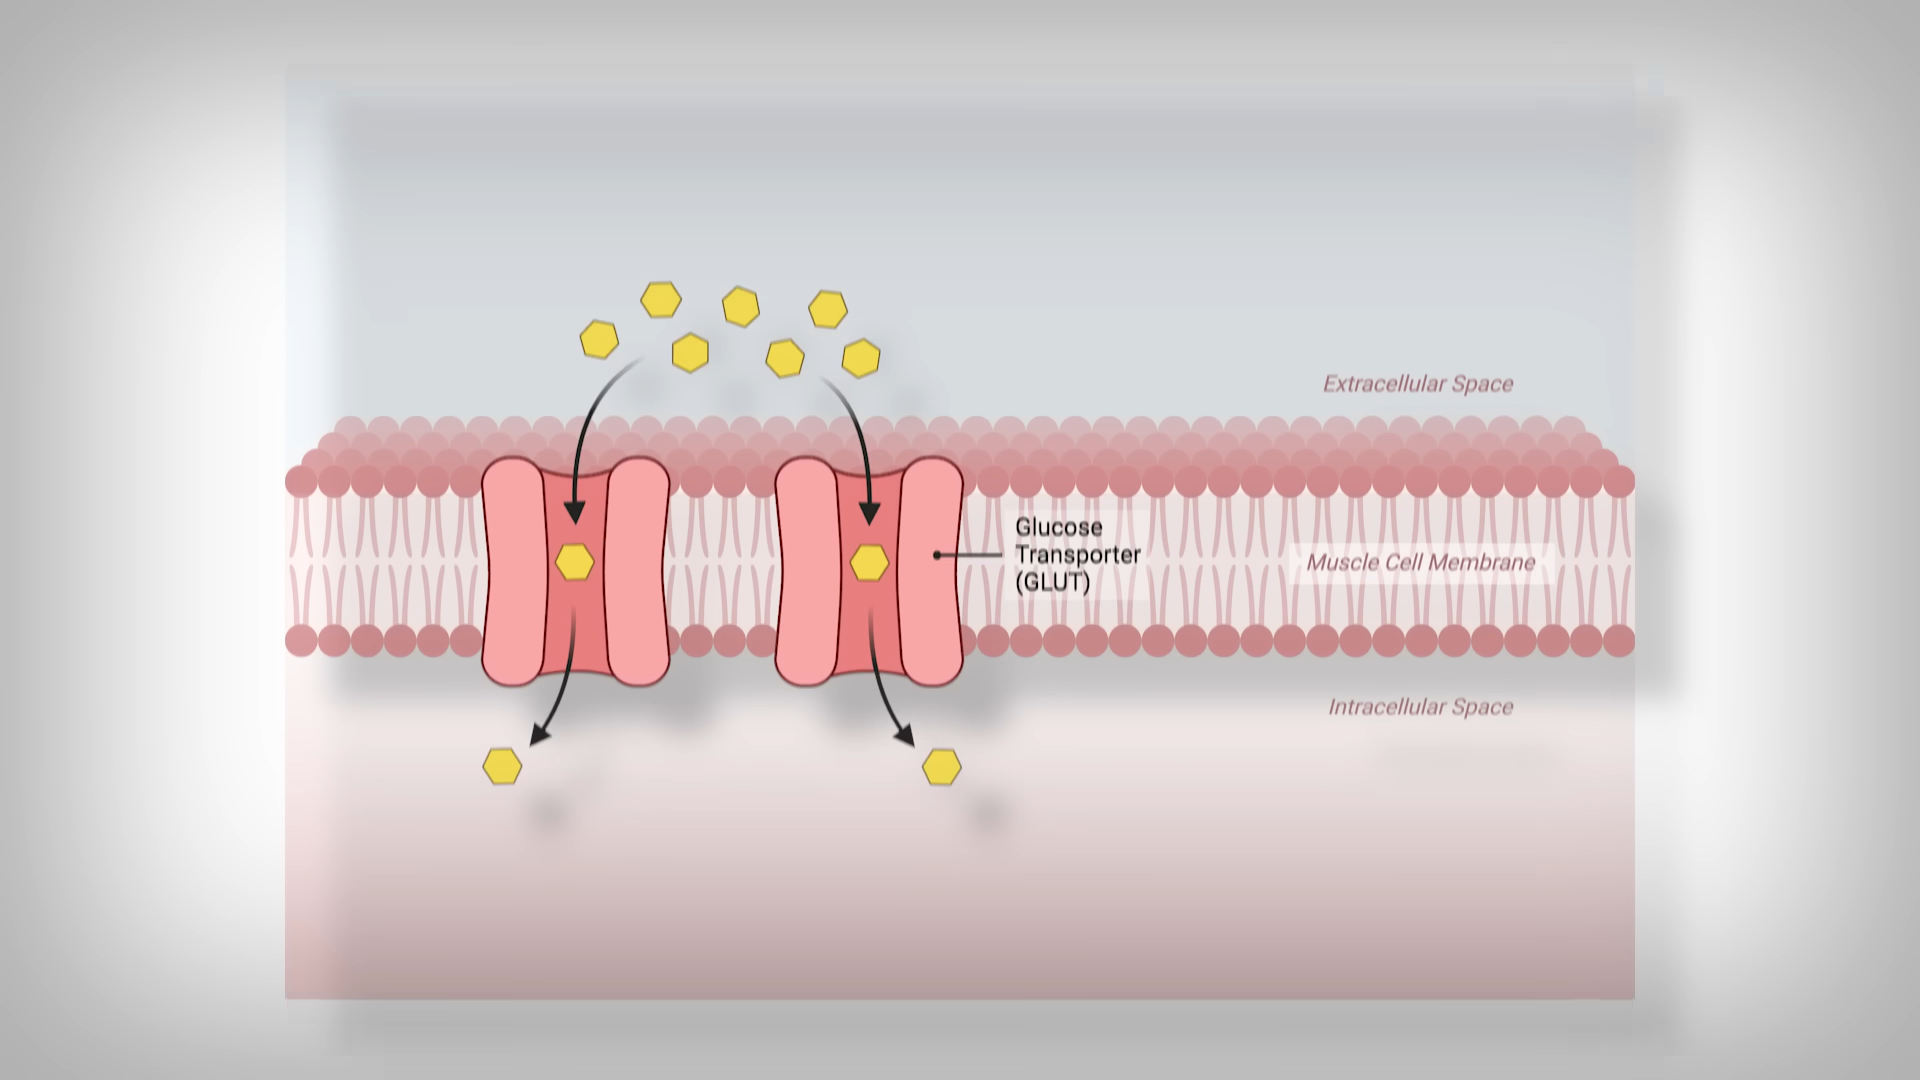 Extracellular Space
Glucose
Transporter
(GLUT)
Muscle Cell Membrane
Intracellular Space